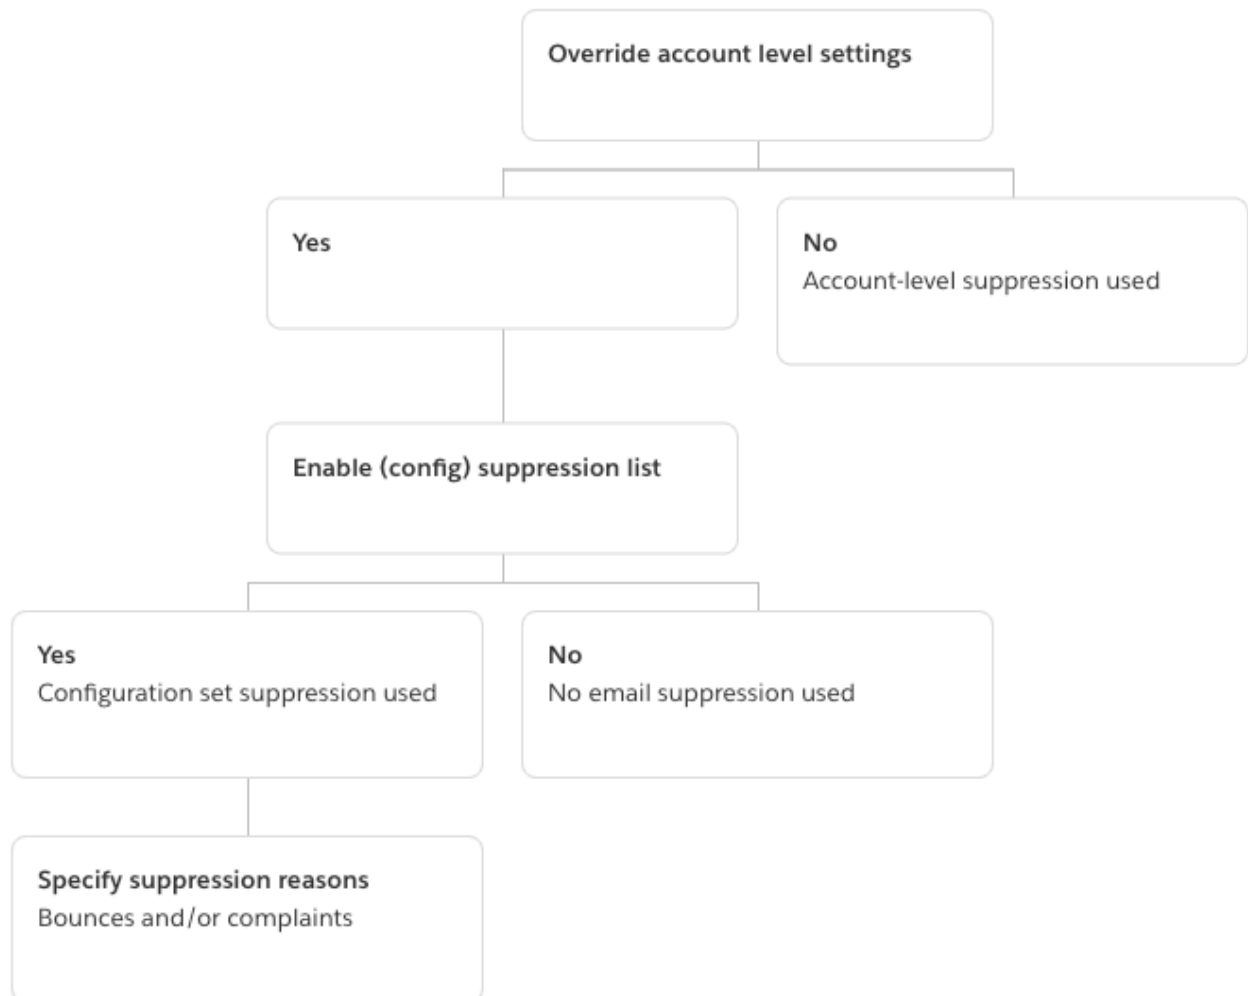 Override account level settings
Yes
No
Account-level suppression used
Enable (config) suppression list
Yes
Configuration set suppression used
No
No email suppression used
Specify suppression reasons
Bounces and/or complaints